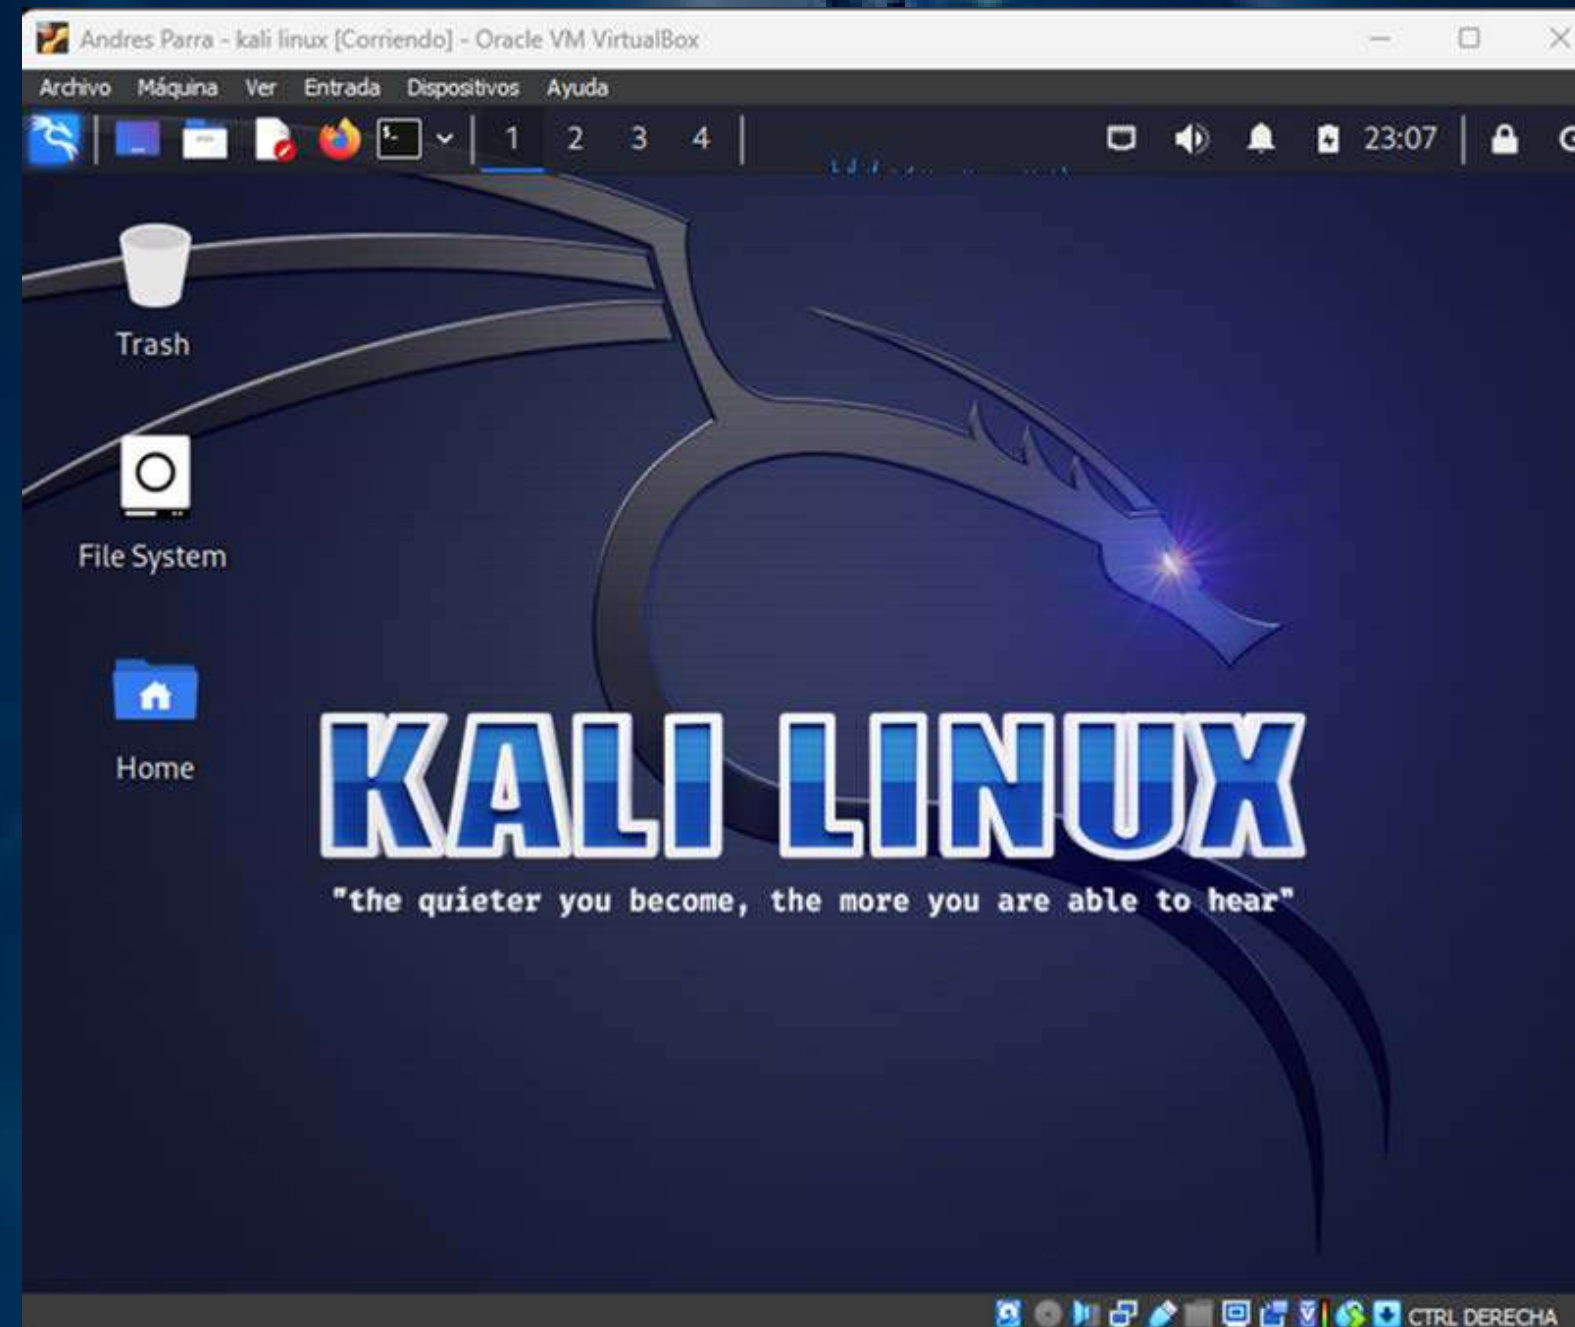 Andres Parra - kali linux [Corriendo] - Oracle VM VirtualBox
Archivo Máquina Ver Entrada Dispositivos Ayuda
1 2 3 4 23:07
Trash
File System
Home
KALI LINUX
"the quieter you become, the more you are able to hear"
CTRL DERECHA